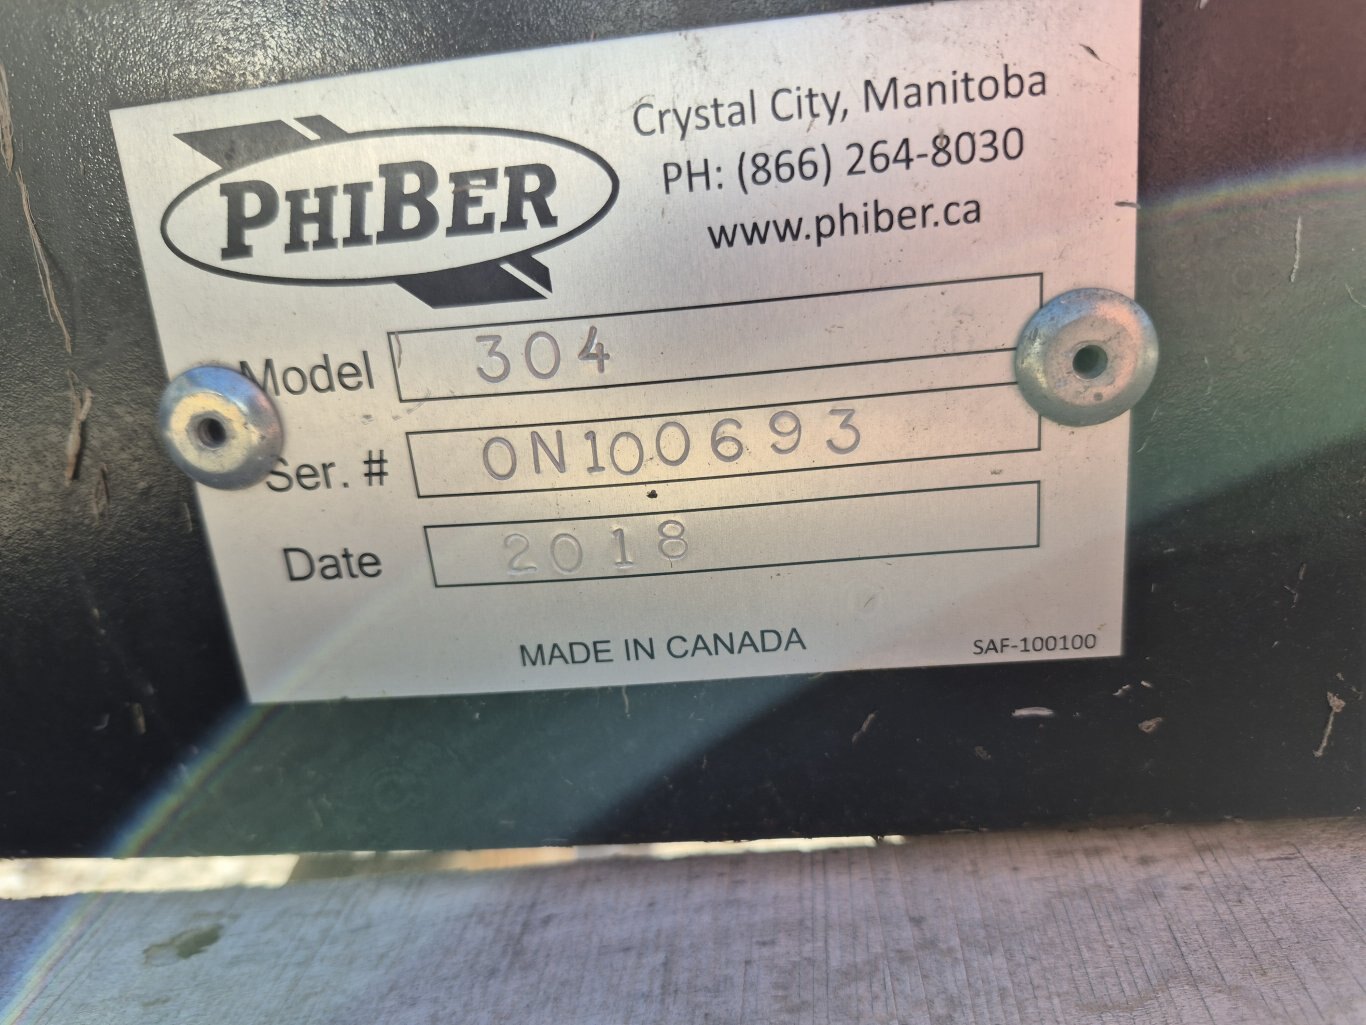 PHIBER
Crystal City, Manitoba
PH: (866) 264-8030
www.phiber.ca
Model 304
Ser. # 0N100693
Date 2018
MADE IN CANADA
SAF-100100